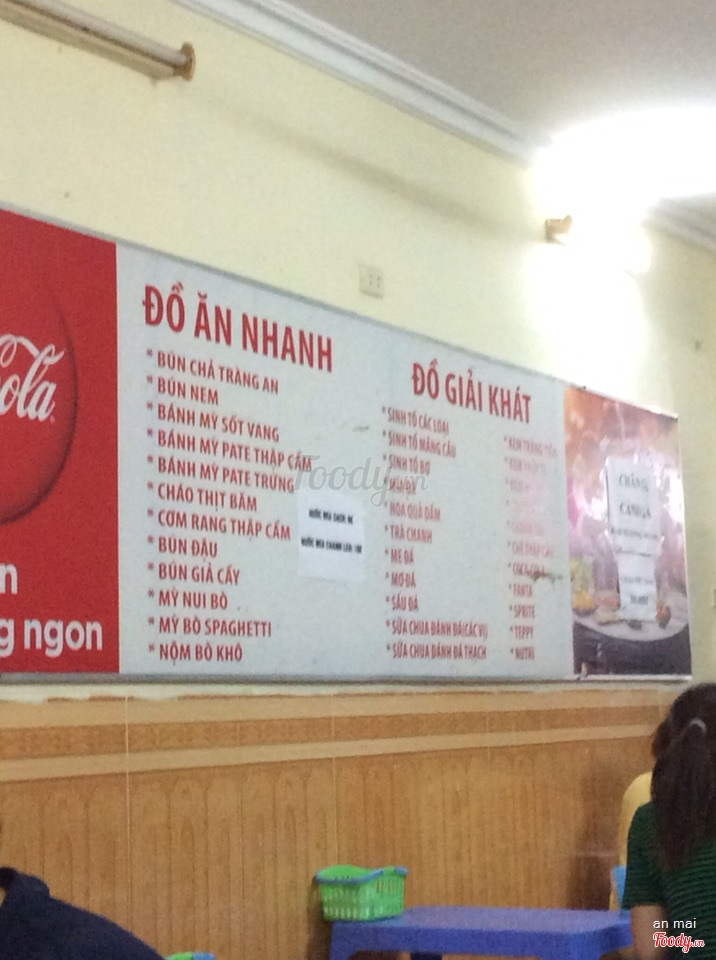 ola
n
g ngon
ĐỒ ĂN NHANH
* BÚN CHẢ TRÀNG AN
* BÚN NEM
* BÁNH MỲ SỐT VANG
* BÁNH MỲ PATE THẬP CẨM
* BÁNH MỲ PATE TRỨNG
* CHÁO THỊT BẰM
* CƠM RANG THẬP CẨM
* BÚN ĐẬU
* BÚN GIẢ CẦY
* MỲ NUI BÒ
* MỲ BÒ SPAGHETTI
* NỘM BÒ KHÔ
ĐỒ GIẢI KHÁT
* SINH TỐ CÁC LOẠI
* SINH TỐ MÃNG CẦU
* SINH TỐ BƠ
* HOA QUẢ DẦM
* TRÀ CHANH
* ME ĐÁ
* MƠ ĐÁ
* SẤU ĐÁ
* SỮA CHUA ĐÁNH ĐÁ(CÁC VỊ)
* SỮA CHUA ĐÁNH ĐÁ THẠCH
* KEM TRÀNG TIỀN
* FANTA
* SPRITE
* TEPPY
* NUTRI
Foody.vn
an mai
Foody.vn